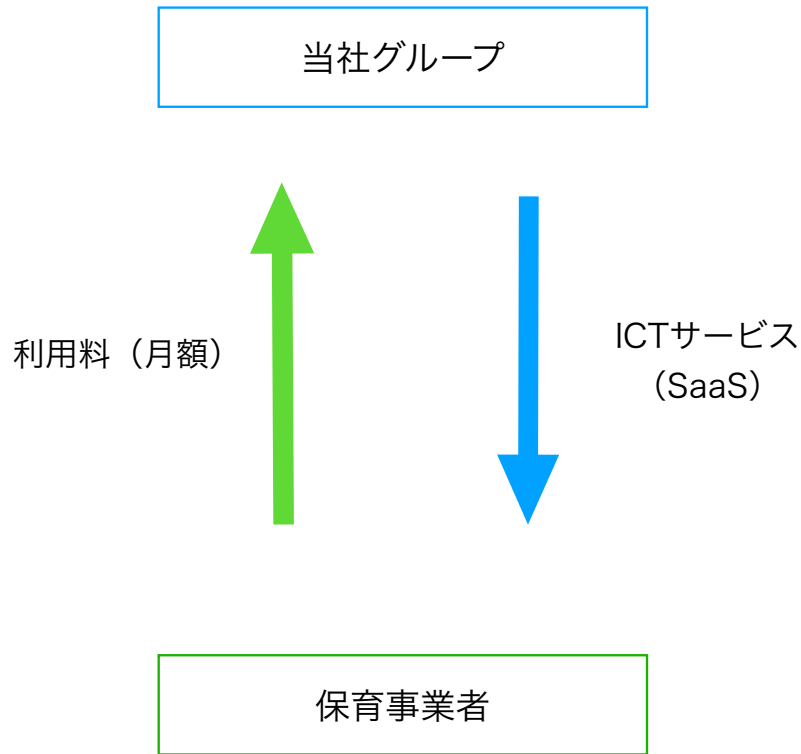 当社グループ
利用料（月額）
ICTサービス
（SaaS）
保育事業者